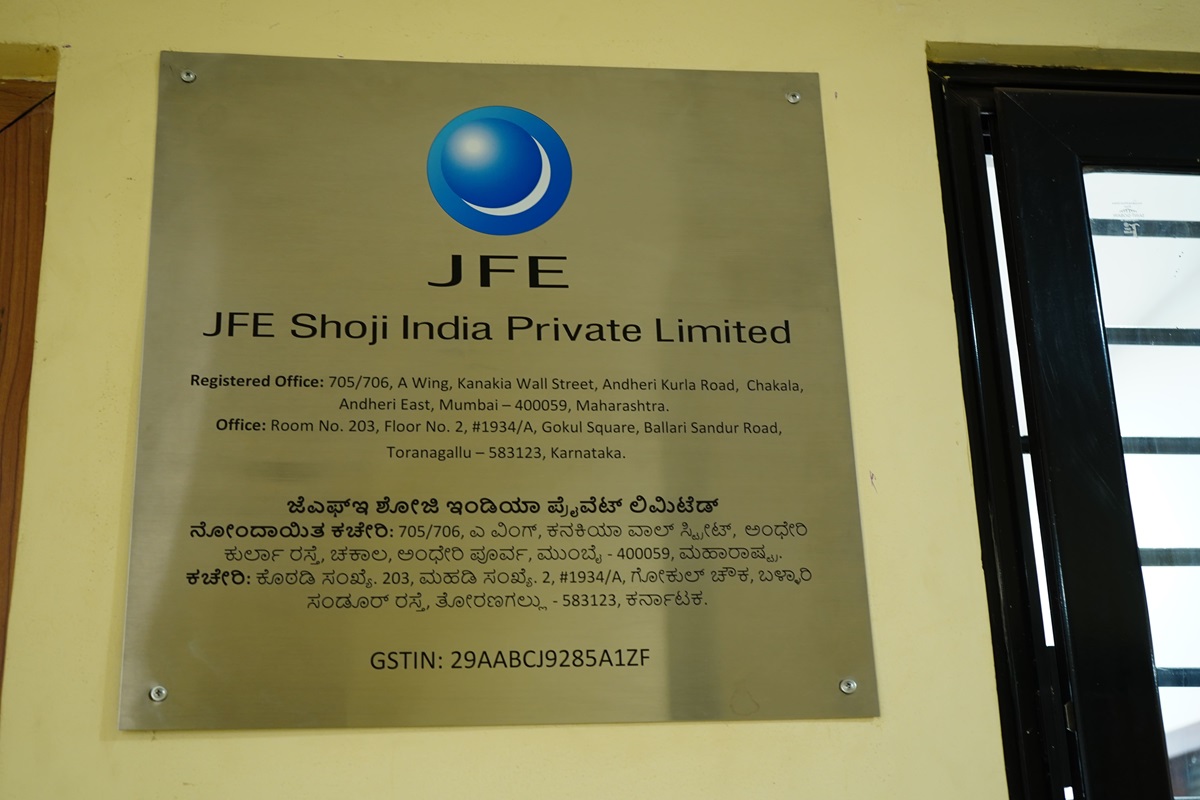 JFE
JFE Shoji India Private Limited
Registered Office: 705/706, A Wing, Kanakia Wall Street, Andheri Kurla Road, Chakala,
Andheri East, Mumbai – 400059, Maharashtra.
Office: Room No. 203, Floor No. 2, #1934/A, Gokul Square, Ballari Sandur Road,
Toranagallu – 583123, Karnataka.
ಜೆಎಫ್ಇ ಶೋಜಿ ಇಂಡಿಯಾ ಪ್ರೈವೆಟ್ ಲಿಮಿಟೆಡ್
ನೋಂದಾಯಿತ ಕಚೇರಿ: 705/706, ಎ ವಿಂಗ್, ಕನಕಿಯಾ ವಾಲ್ ಸ್ಟ್ರೀಟ್, ಅಂಧೇರಿ
ಕುರ್ಲಾ ರಸ್ತೆ, ಚಕಾಲ, ಅಂಧೇರಿ ಪೂರ್ವ, ಮುಂಬೈ - 400059, ಮಹಾರಾಷ್ಟ್ರ.
ಕಚೇರಿ: ಕೊಠಡಿ ಸಂಖ್ಯೆ. 203, ಮಹಡಿ ಸಂಖ್ಯೆ. 2, #1934/A, ಗೋಕುಲ್ ಚೌಕ, ಬಳ್ಳಾರಿ
ಸಂಡೂರ್ ರಸ್ತೆ, ತೋರಣಗಲ್ಲು - 583123, ಕರ್ನಾಟಕ.
GSTIN: 29AABCJ9285A1ZF